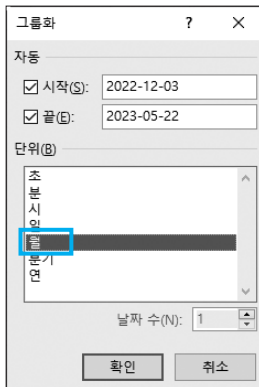 그룹화 ? ×
자동
시작(S): 2022-12-03
끝(E): 2023-05-22
단위(B)
초
분
시
일
월
분기
연
날짜 수(N): 1
확인 취소